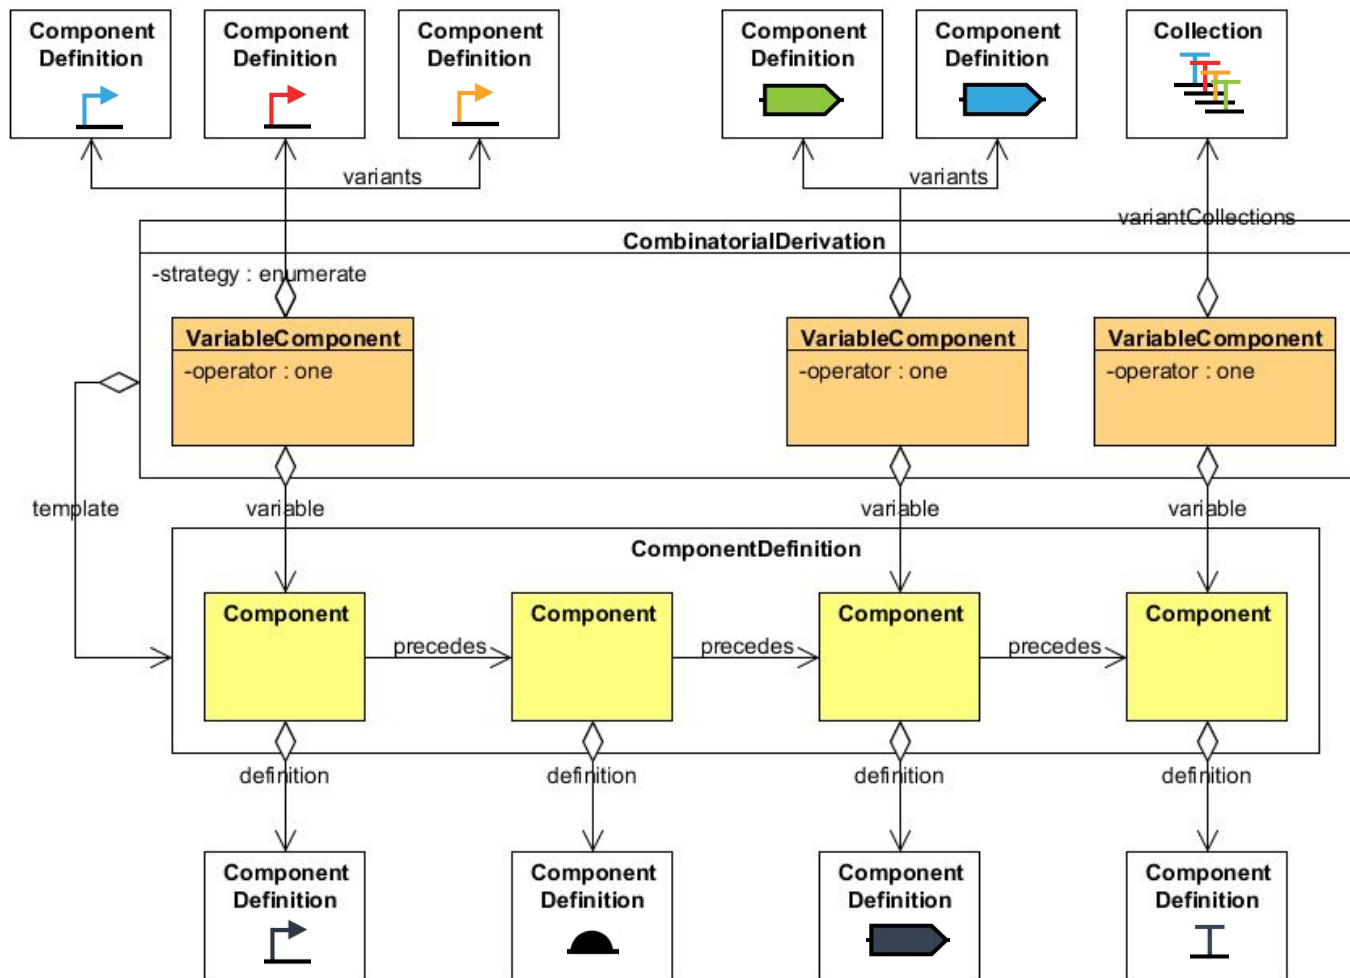 Component
Definition
Component
Definition
Component
Definition
Component
Definition
Component
Definition
Collection
variants
variants
variantCollections
CombinatorialDerivation
-strategy : enumerate
VariableComponent
-operator : one
VariableComponent
-operator : one
VariableComponent
-operator : one
template
variable
variable
variable
ComponentDefinition
Component
precedes
Component
precedes
Component
precedes
Component
definition
definition
definition
definition
Component
Definition
Component
Definition
Component
Definition
Component
Definition